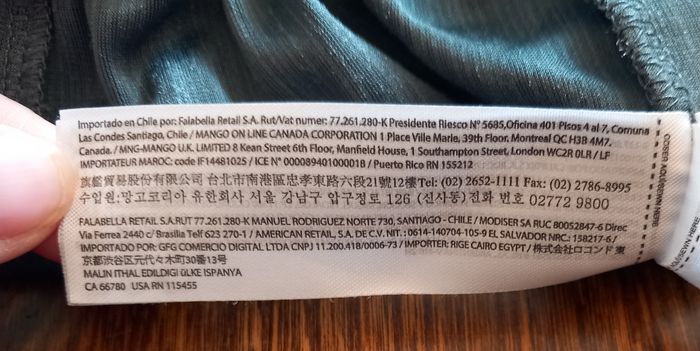 Importado en Chile por: Falabella Retail S.A. Rut/Vat numer: 77.261.280-K Presidente Riesco N° 5685,Oficina 401 Pisos 4 al 7, Comuna
Las Condes Santiago, Chile / MANGO ON LINE CANADA CORPORATION 1 Place Ville Marie, 39th Floor, Montreal QC H3B 4M7.
Canada. / MNG-MANGO U.K. LIMITED 8 Kean Street 6th Floor, Manfield House, 1 Southampton Street, London WC2R 0LR / LF
IMPORTATEUR MAROC: code IF14481025 / ICE N° 000089401000018 / Puerto Rico RN 155212
旗艦貿易股份有限公司 台北市南港區忠孝東路六段21號12樓Tel: (02) 2652-1111 Fax: (02) 2786-8995
수입원:망고코리아 유한회사 서울 강남구 압구정로 126 (신사동)전화 번호 02772 9800
FALABELLA RETAIL S.A.RUT 77.261.280-K MANUEL RODRIGUEZ NORTE 730, SANTIAGO - CHILE / MODISER SA RUC 80052847-6 Direc
Via Ferrea 2440 c/ Brasilia Telf 623 270-1 / AMERICAN RETAIL, S.A. DE C.V. NIT.: 0614-140704-105-9 EL SALVADOR NRC.: 158217-6 /
IMPORTADO POR: GFG COMERCIO DIGITAL LTDA CNPJ 11.200.418/0006-73 / IMPORTER: RIGE CAIRO EGYPT / 株式会社ロコンド 東
京都渋谷区元代々木町30番13号
MALIN ITHAL EDILDIGI ülKE ISPANYA
CA 66780 USA RN 115455
COSER AQUI/SEW HERE